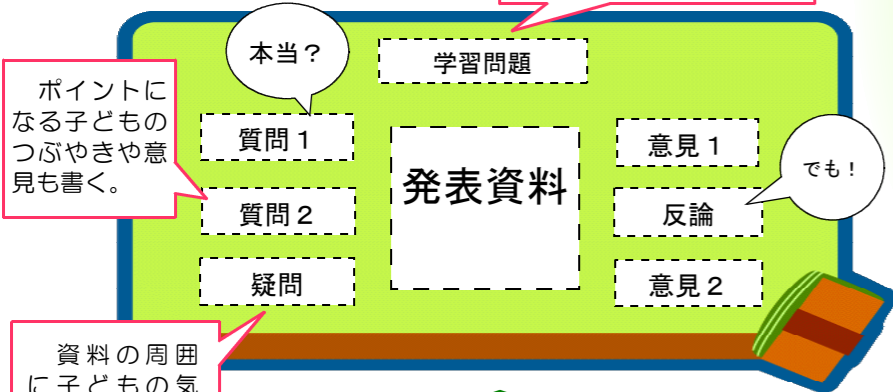 本当？
学習問題
ポイントに
なる子どもの
つぶやきや意
見も書く。
質問１
質問２
疑問
発表資料
意見１
反論
意見２
でも！
資料の周囲
に子どもの気